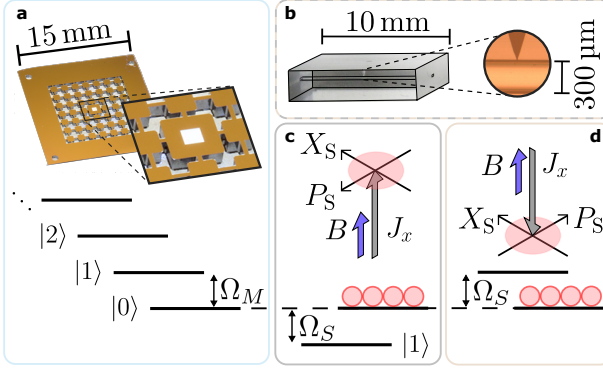 a
15 mm
|2⟩
|1⟩
|0⟩
Ω_M
b
10 mm
300 μm
c
X_S
P_S
B
J_x
Ω_S
|1⟩
d
B
J_x
X_S
P_S
Ω_S